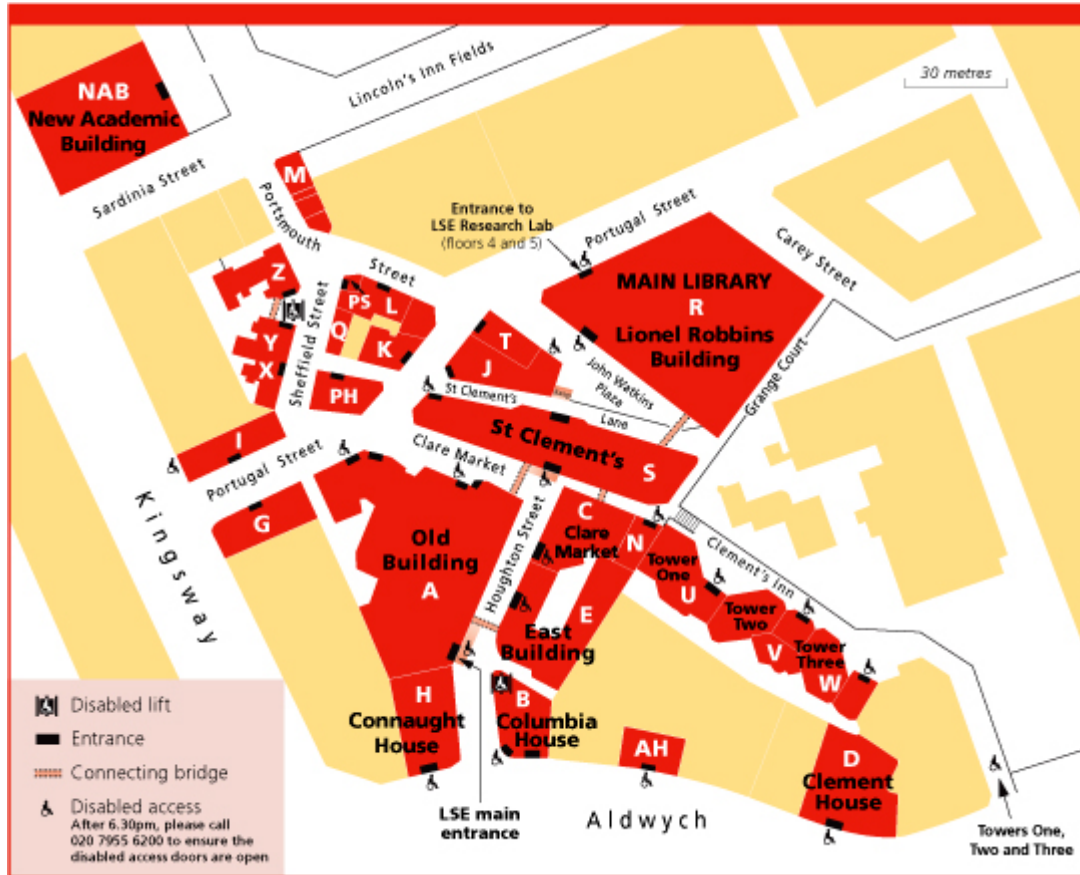 NAB
New Academic
Building
Lincoln's Inn Fields
30 metres
Sardinia Street
M
Portsmouth
Street
Entrance to
LSE Research Lab
(floors 4 and 5)
Portugal Street
Carey Street
MAIN LIBRARY
R
Lionel Robbins
Building
Z
PS
L
Q
K
Y
X
Sheffield Street
PH
T
J
John Watkins
Plaza
St Clement's
Lane
Grange Court
I
Portugal Street
Clare Market
St Clement's
S
G
Kingsway
Old
Building
A
Houghton Street
C
Clare
Market
N
Tower
One
U
Clement's Inn
Tower
Two
V
Tower
Three
W
E
East
Building
H
Connaught
House
B
Columbia
House
AH
D
Clement
House
LSE main
entrance
Aldwych
Towers One,
Two and Three
Disabled lift
Entrance
Connecting bridge
Disabled access
After 6.30pm, please call
020 7955 6200 to ensure the
disabled access doors are open